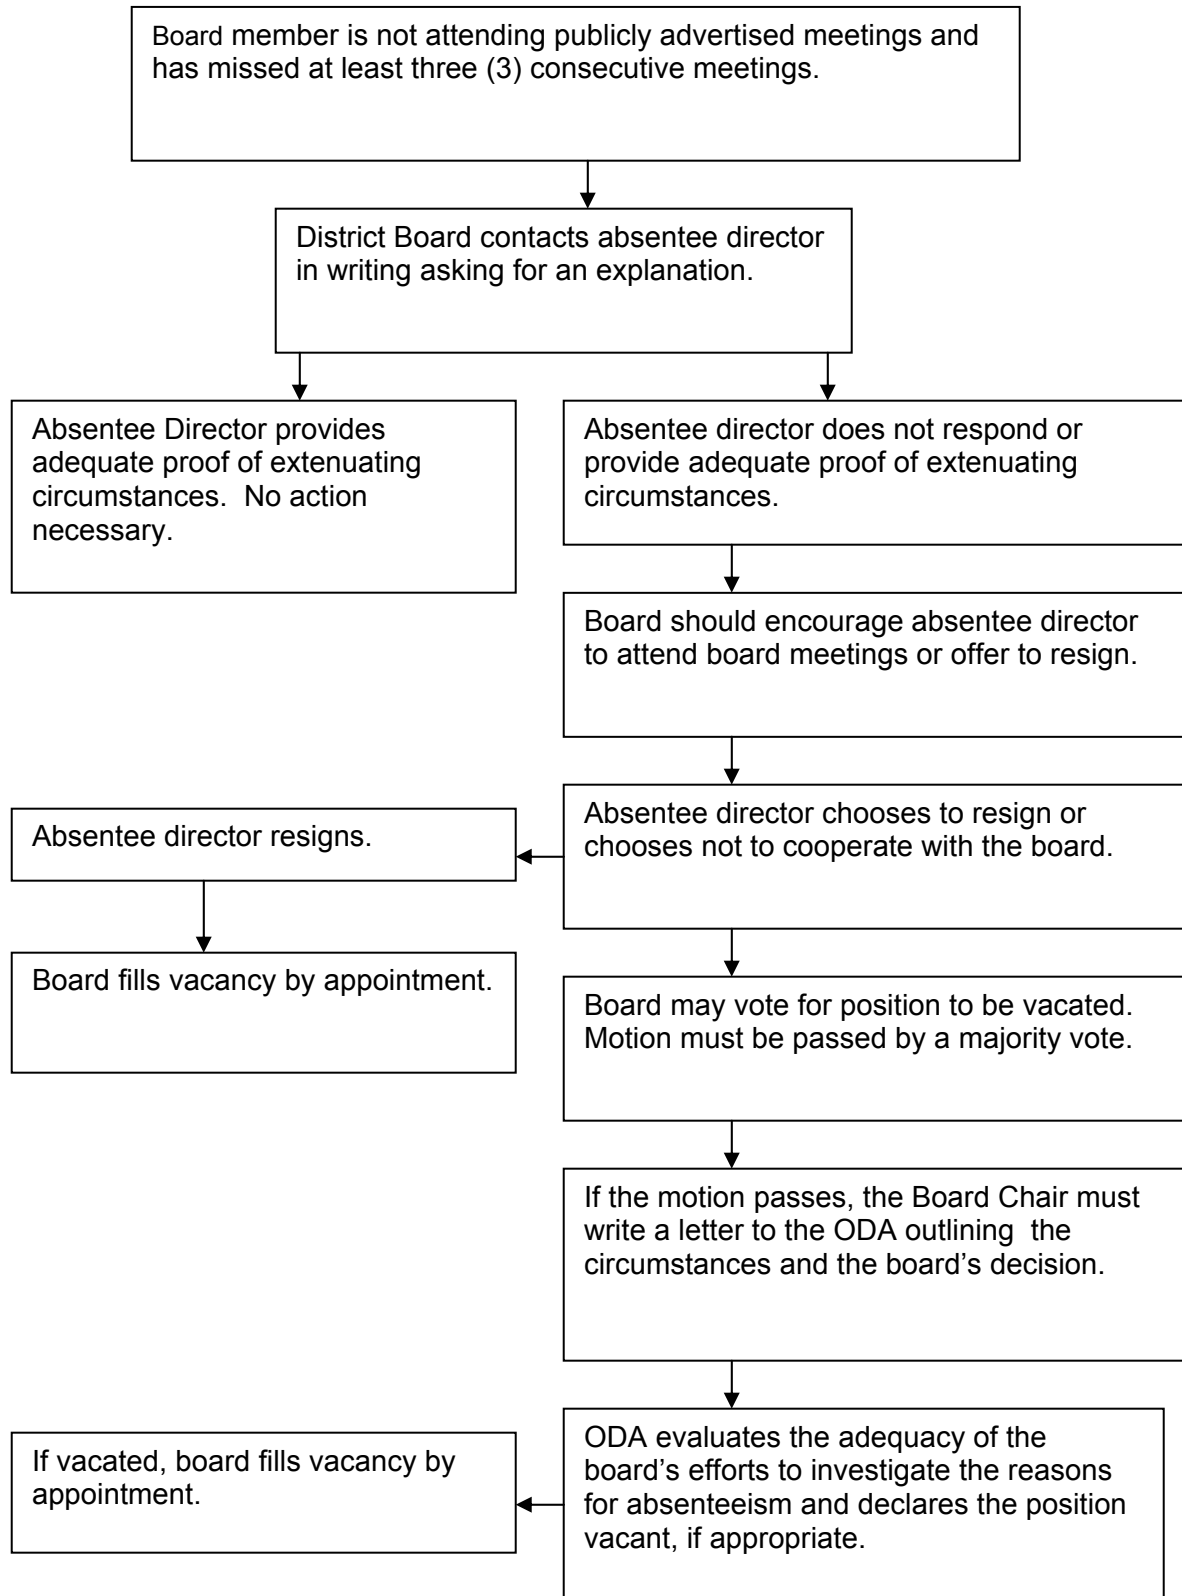 Board member is not attending publicly advertised meetings and
has missed at least three (3) consecutive meetings.
District Board contacts absentee director
in writing asking for an explanation.
Absentee Director provides
adequate proof of extenuating
circumstances.  No action
necessary.
Absentee director does not respond or
provide adequate proof of extenuating
circumstances.
Board should encourage absentee director
to attend board meetings or offer to resign.
Absentee director chooses to resign or
chooses not to cooperate with the board.
Absentee director resigns.
Board fills vacancy by appointment.
Board may vote for position to be vacated.
Motion must be passed by a majority vote.
If the motion passes, the Board Chair must
write a letter to the ODA outlining  the
circumstances and the board’s decision.
ODA evaluates the adequacy of the
board’s efforts to investigate the reasons
for absenteeism and declares the position
vacant, if appropriate.
If vacated, board fills vacancy by
appointment.